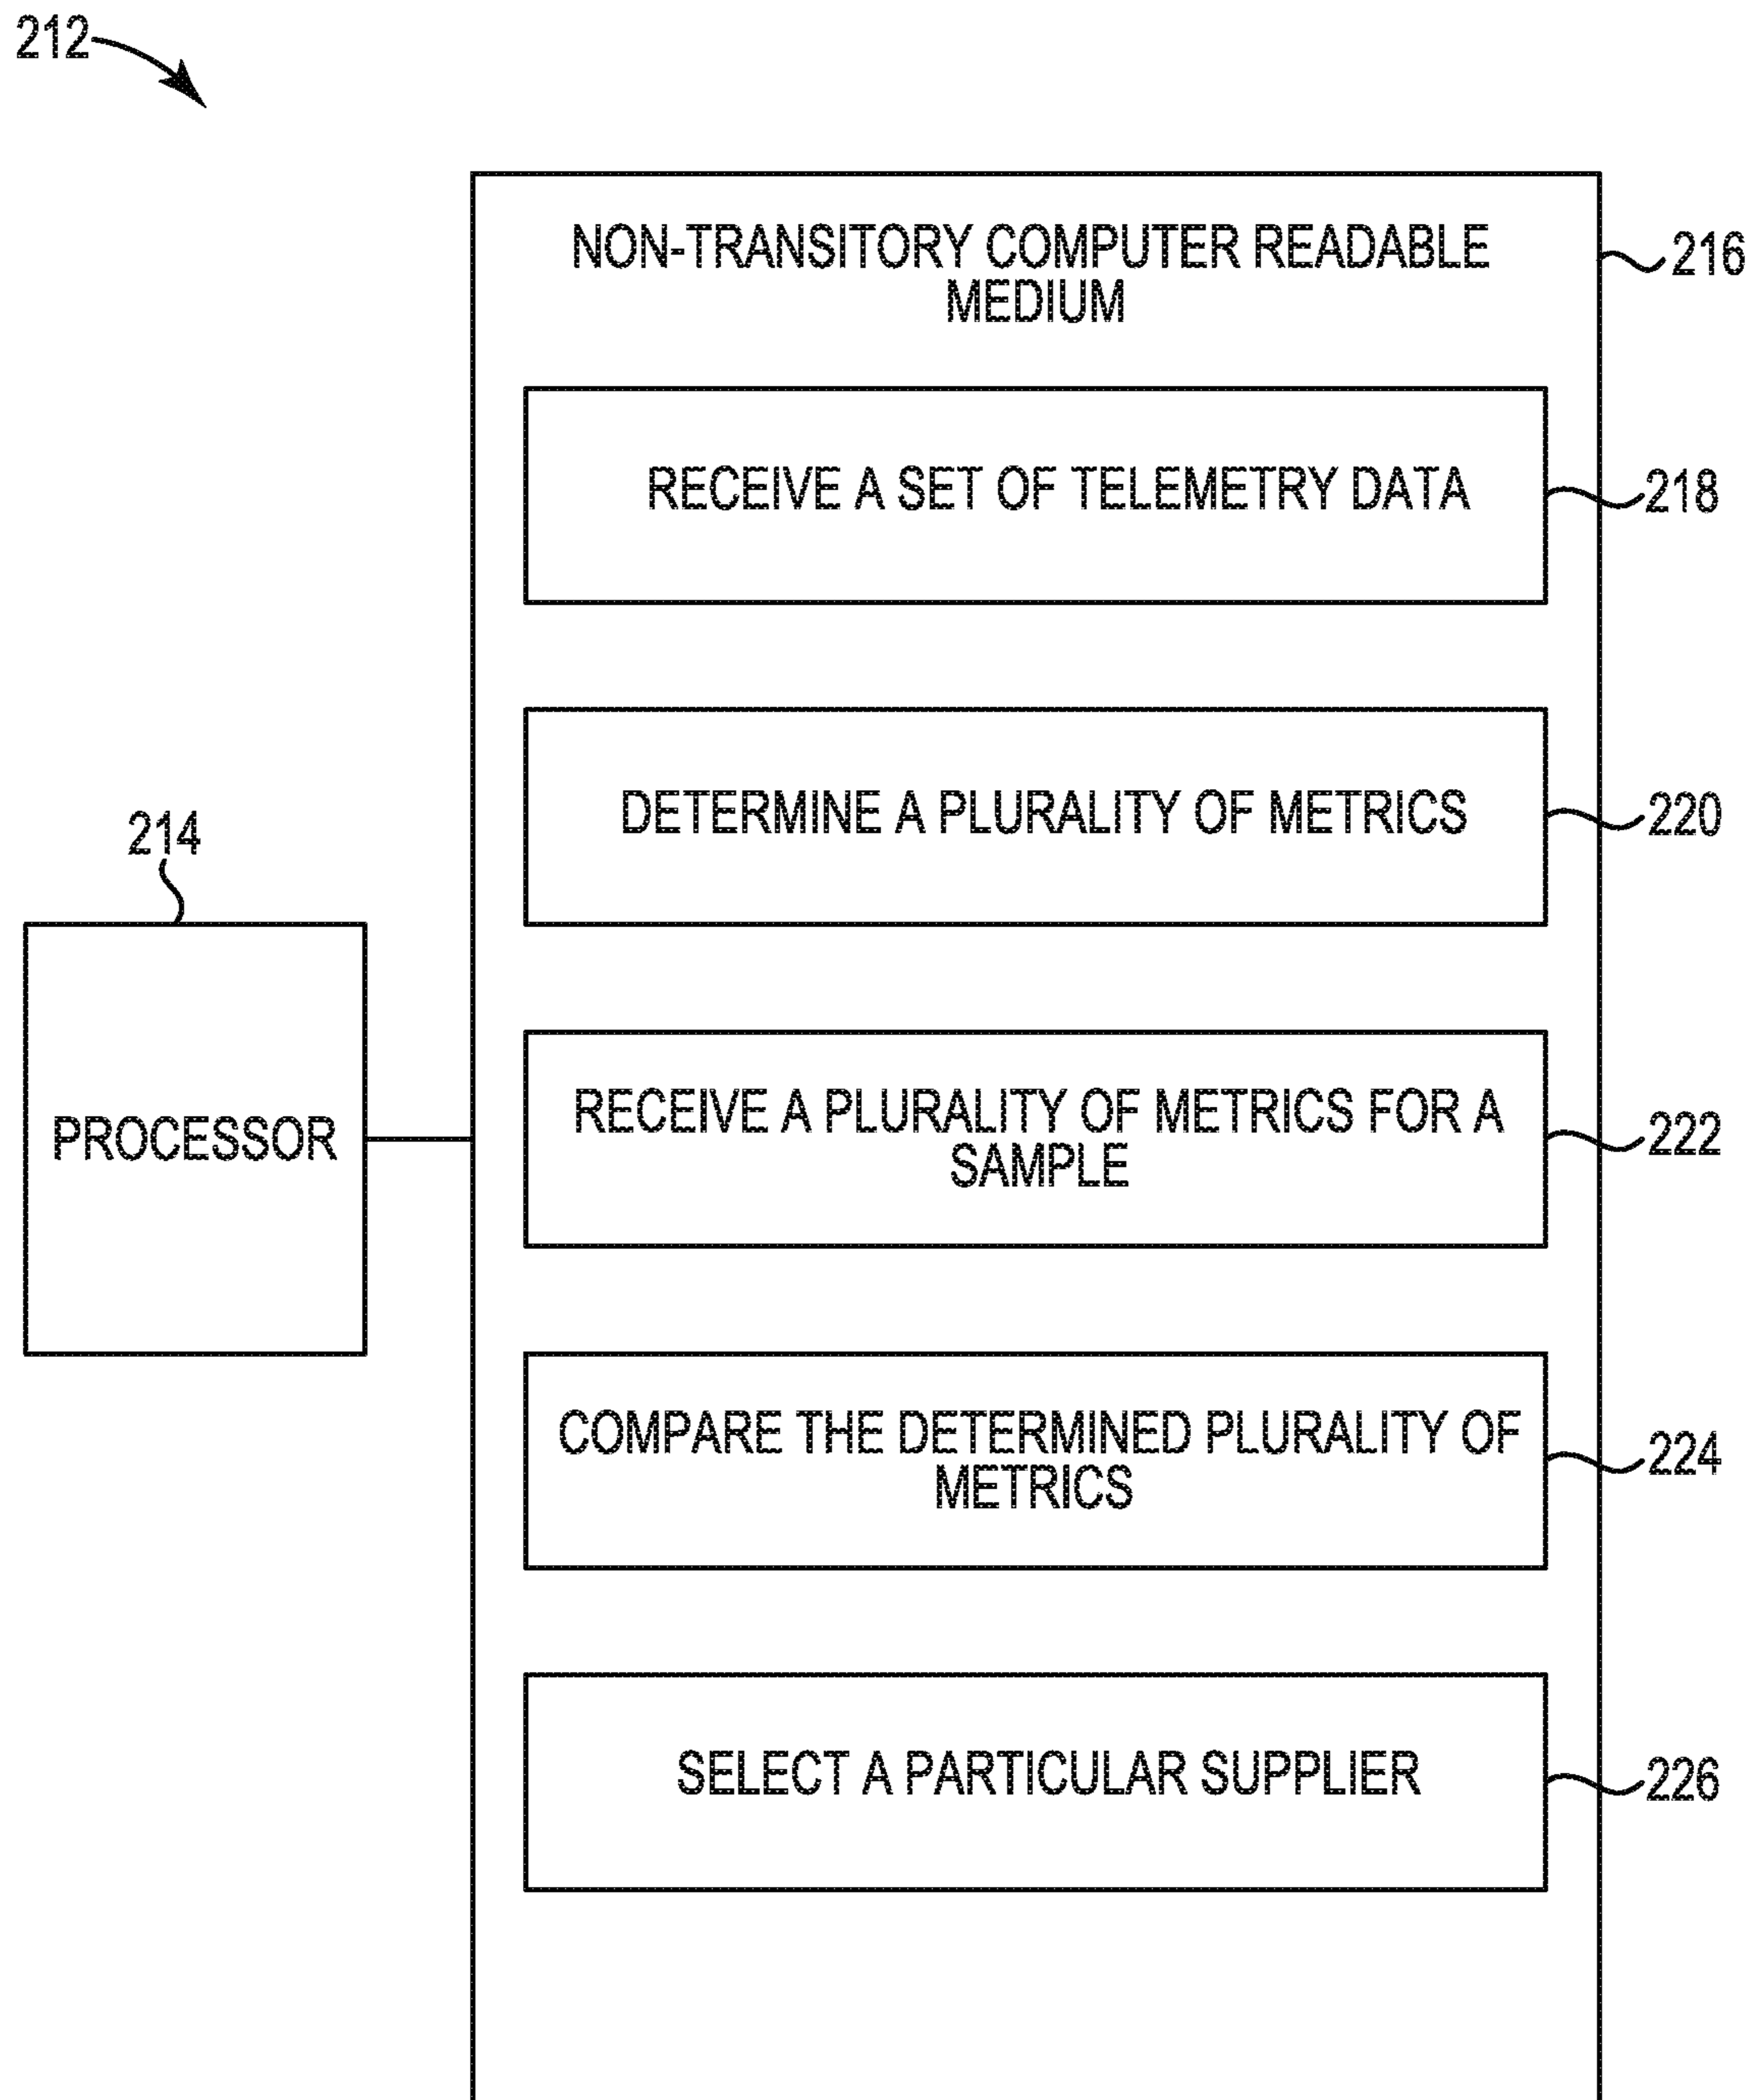 212
NON-TRANSITORY COMPUTER READABLE
MEDIUM
216
RECEIVE A SET OF TELEMETRY DATA
218
DETERMINE A PLURALITY OF METRICS
220
214
PROCESSOR
RECEIVE A PLURALITY OF METRICS FOR A
SAMPLE
222
COMPARE THE DETERMINED PLURALITY OF
METRICS
224
SELECT A PARTICULAR SUPPLIER
226